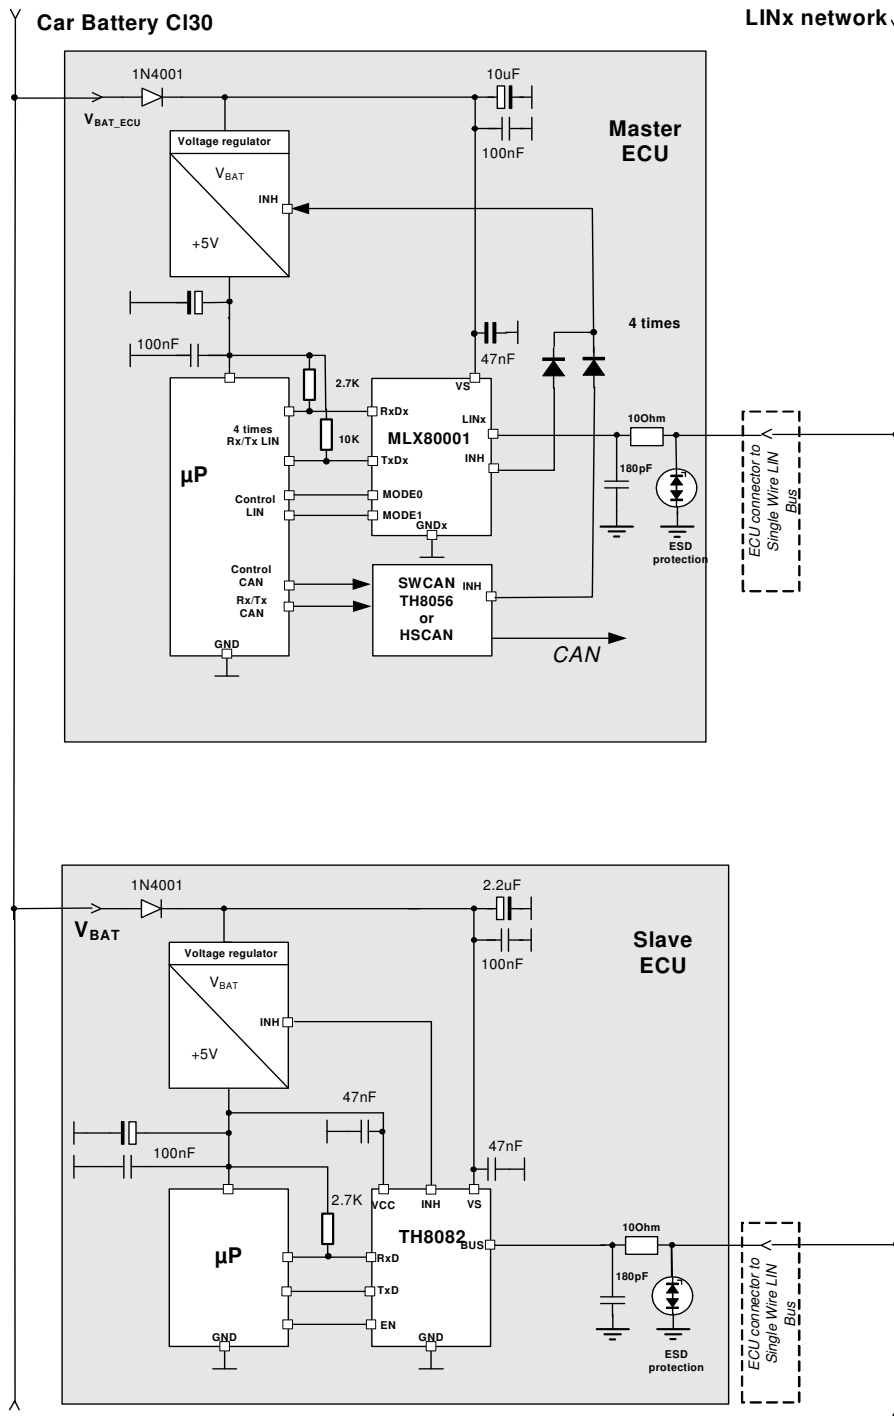 Car Battery Cl30
LINx network
1N4001
10uF
V_BAT_ECU
Master
ECU
100nF
Voltage regulator
V_BAT
INH
+5V
4 times
100nF
47nF
2.7K
VS
RxDx
LINx
10Ohm
4 times
Rx/Tx LIN
10K
MLX80001
µP
TxDx
INH
180pF
Control
LIN
MODE0
MODE1
GNDx
ESD
protection
ECU connector to
Single Wire LIN
Bus
Control
CAN
Rx/Tx
CAN
SWCAN
TH8056
or
HSCAN
INH
GND
CAN
1N4001
2.2uF
V_BAT
Slave
ECU
100nF
Voltage regulator
V_BAT
INH
+5V
47nF
100nF
47nF
2.7K
VCC
INH
VS
TH8082
BUS
10Ohm
µP
RxD
TxD
EN
180pF
GND
GND
ESD
protection
ECU connector to
Single Wire LIN
Bus